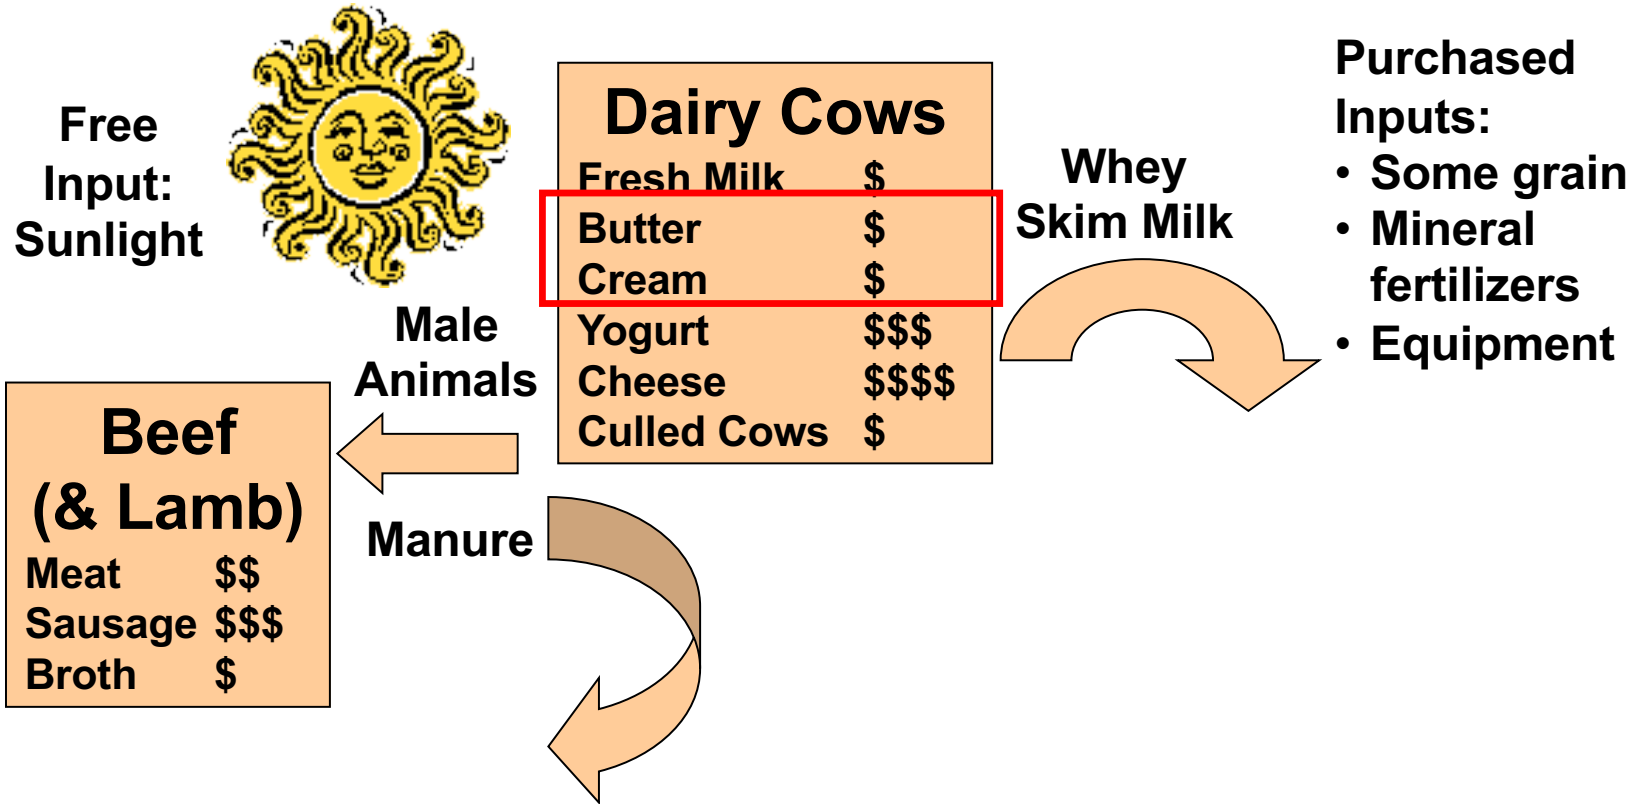 Free
Input:
Sunlight
Dairy Cows
Fresh Milk $
Butter $
Cream $
Yogurt $$$
Cheese $$$$
Culled Cows $
Whey
Skim Milk
Purchased
Inputs:
• Some grain
• Mineral
fertilizers
• Equipment
Male
Animals
Beef
(& Lamb)
Meat $$
Sausage $$$
Broth $
Manure